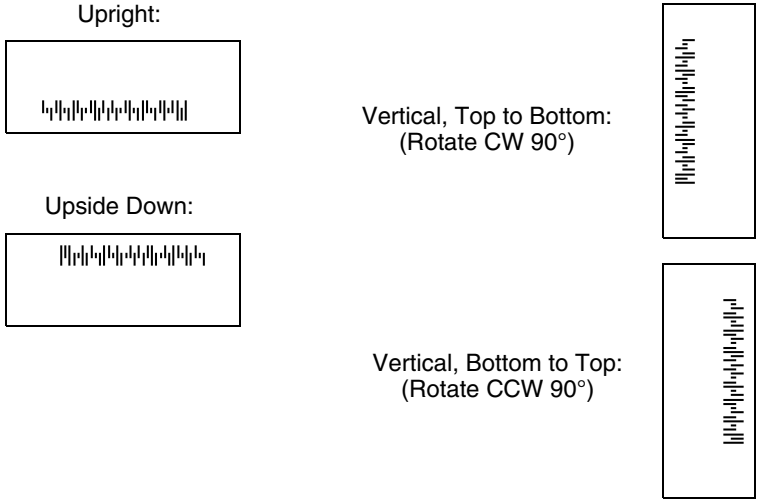 Upright:
Vertical, Top to Bottom:
(Rotate CW 90°)
Upside Down:
Vertical, Bottom to Top:
(Rotate CCW 90°)